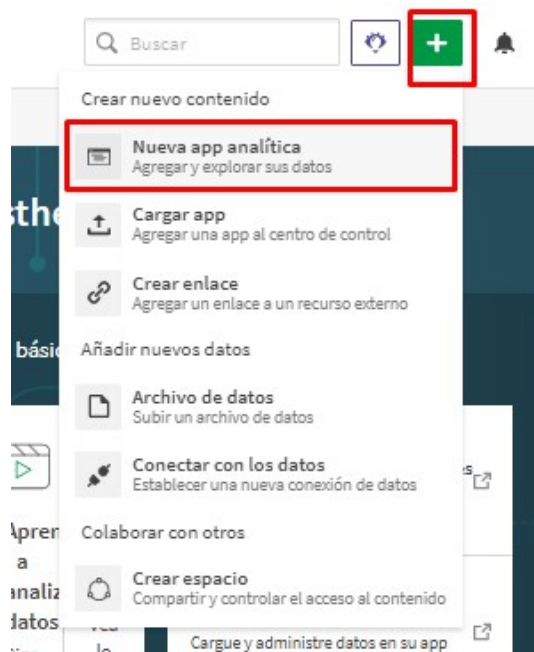 Buscar
Crear nuevo contenido
Nueva app analítica
Agregar y explorar sus datos
Cargar app
Agregar una app al centro de control
Crear enlace
Agregar un enlace a un recurso externo
básic
Añadir nuevos datos
Archivo de datos
Subir un archivo de datos
Conectar con los datos
Establecer una nueva conexión de datos
Colaborar con otros
a
analiz
datos
Crear espacio
Compartir y controlar el acceso al contenido
Cargue y administre datos en su app